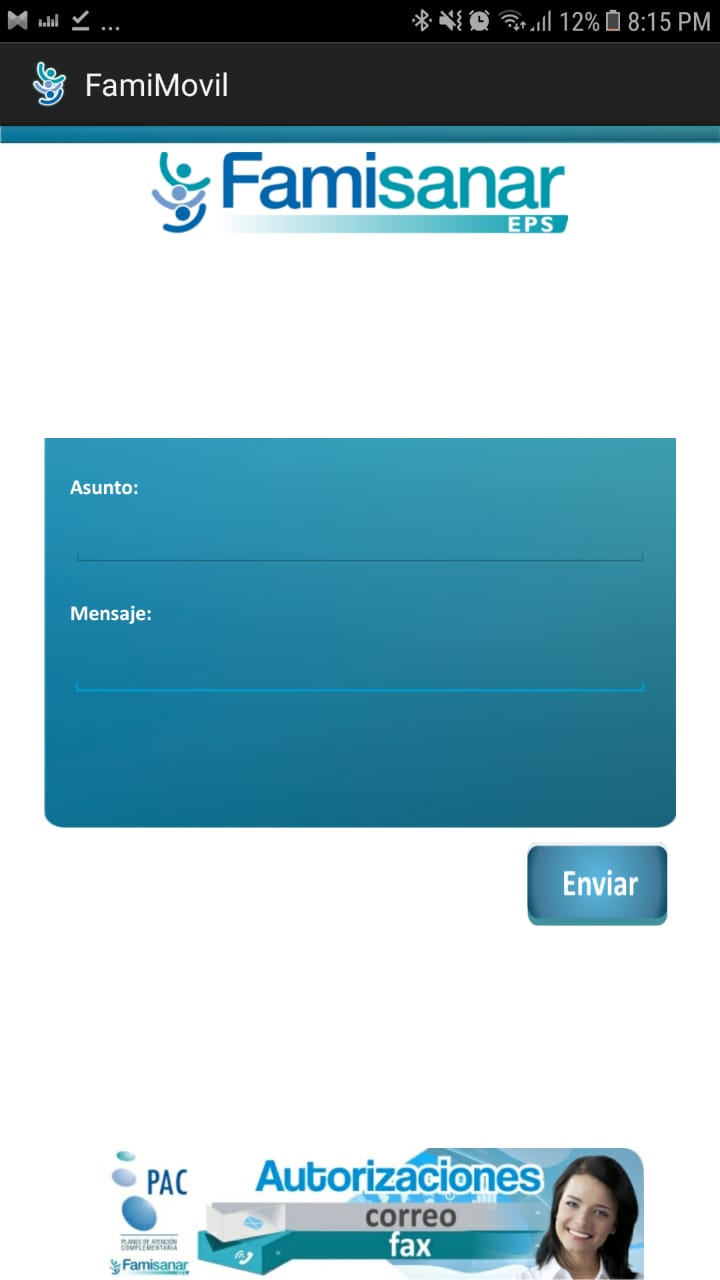 ... 12% 8:15 PM
FamiMovil
Famisanar
EPS
Asunto:
Mensaje:
Enviar
PAC
PLANES DE ATENCIÓN
COMPLEMENTARIA
Famisanar
EPS
Autorizaciones
correo
fax